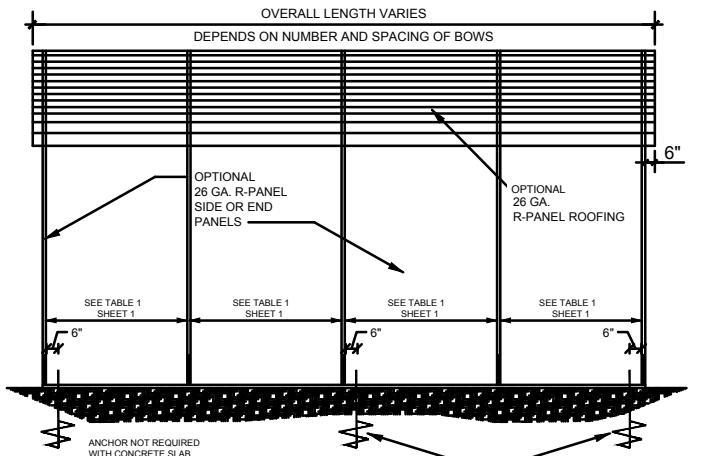 OVERALL LENGTH VARIES
DEPENDS ON NUMBER AND SPACING OF BOWS
6"
OPTIONAL
26 GA. R-PANEL
SIDE OR END
PANELS
OPTIONAL
26 GA.
R-PANEL ROOFING
SEE TABLE 1
SHEET 1
SEE TABLE 1
SHEET 1
SEE TABLE 1
SHEET 1
SEE TABLE 1
SHEET 1
6"
6"
6"
ANCHOR NOT REQUIRED
WITH CONCRETE SLAB